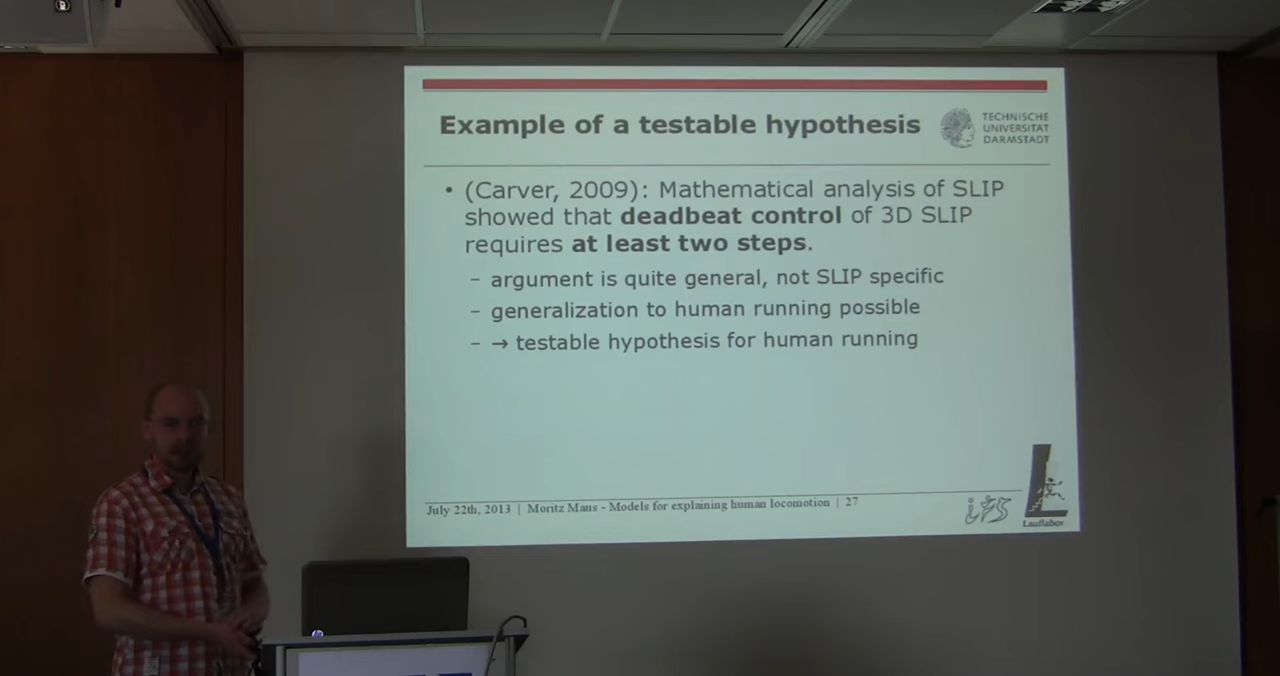 Example of a testable hypothesis
TECHNISCHE
UNIVERSITÄT
DARMSTADT
• (Carver, 2009): Mathematical analysis of SLIP
showed that deadbeat control of 3D SLIP
requires at least two steps.
– argument is quite general, not SLIP specific
– generalization to human running possible
– → testable hypothesis for human running
July 22th, 2013 | Moritz Maus - Models for explaining human locomotion | 27
Lauflabor